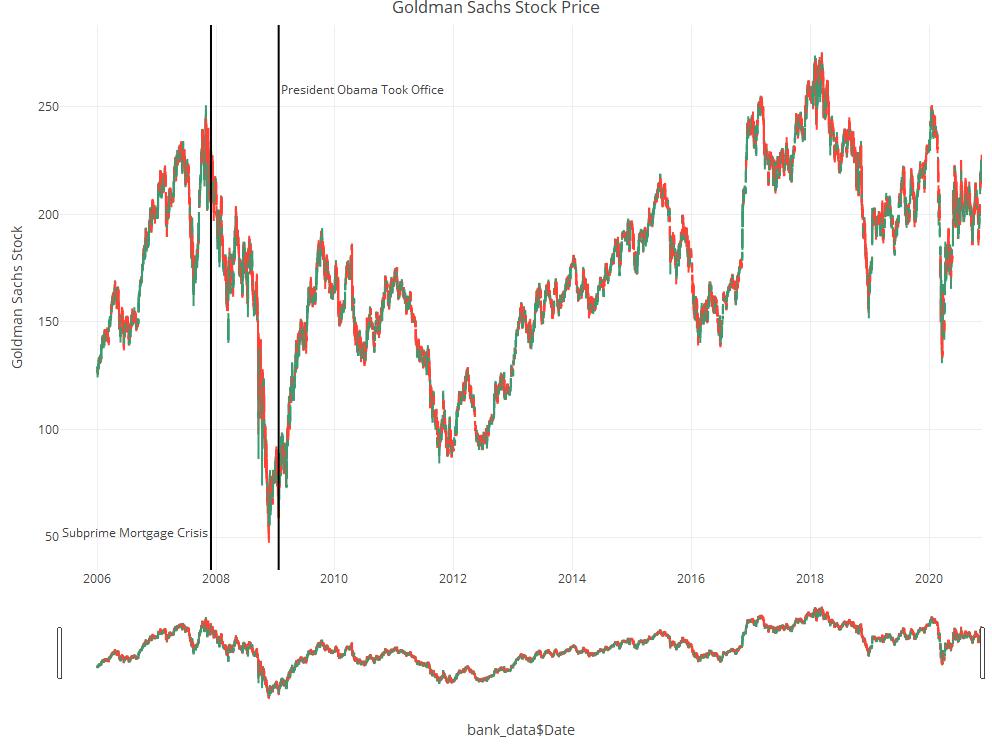 Goldman Sachs Stock Price
President Obama Took Office
250
200
150
100
50
Goldman Sachs Stock
Subprime Mortgage Crisis
2006 2008 2010 2012 2014 2016 2018 2020
bank_data$Date